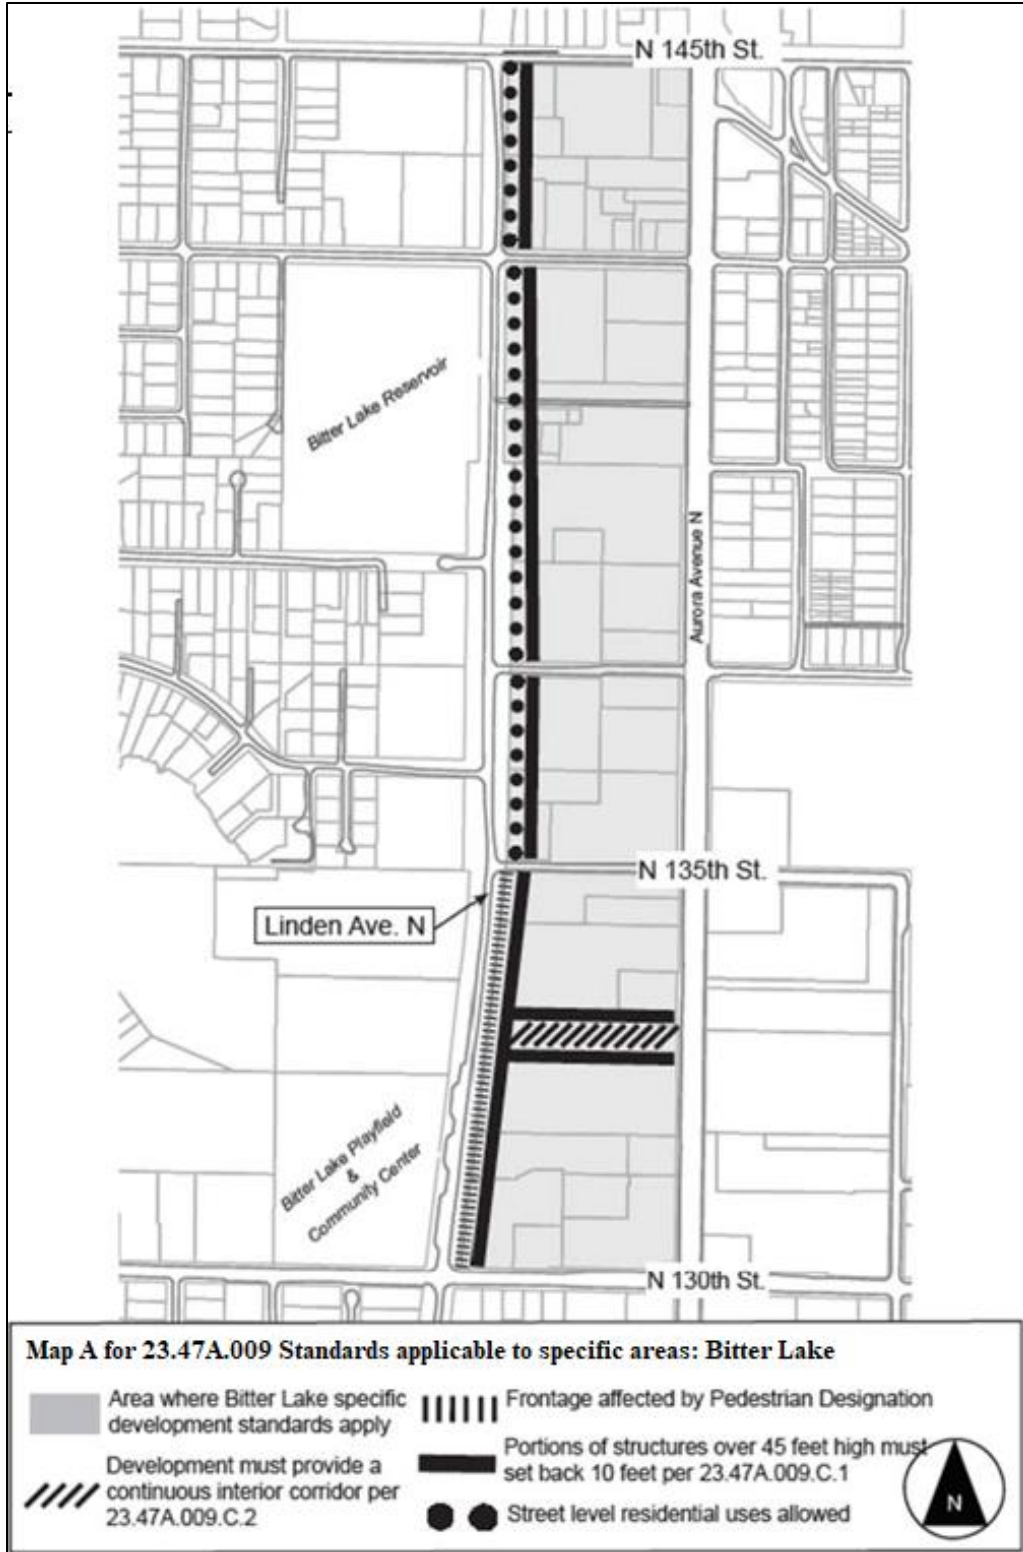 N 145th St.
Bitter Lake Reservoir
Aurora Avenue N
N 135th St.
Linden Ave. N
Bitter Lake Playfield
&
Community Center
N 130th St.
Map A for 23.47A.009 Standards applicable to specific areas: Bitter Lake
Area where Bitter Lake specific
development standards apply
Frontage affected by Pedestrian Designation
Development must provide a
continuous interior corridor per
23.47A.009.C.2
Portions of structures over 45 feet high must
set back 10 feet per 23.47A.009.C.1
Street level residential uses allowed
N